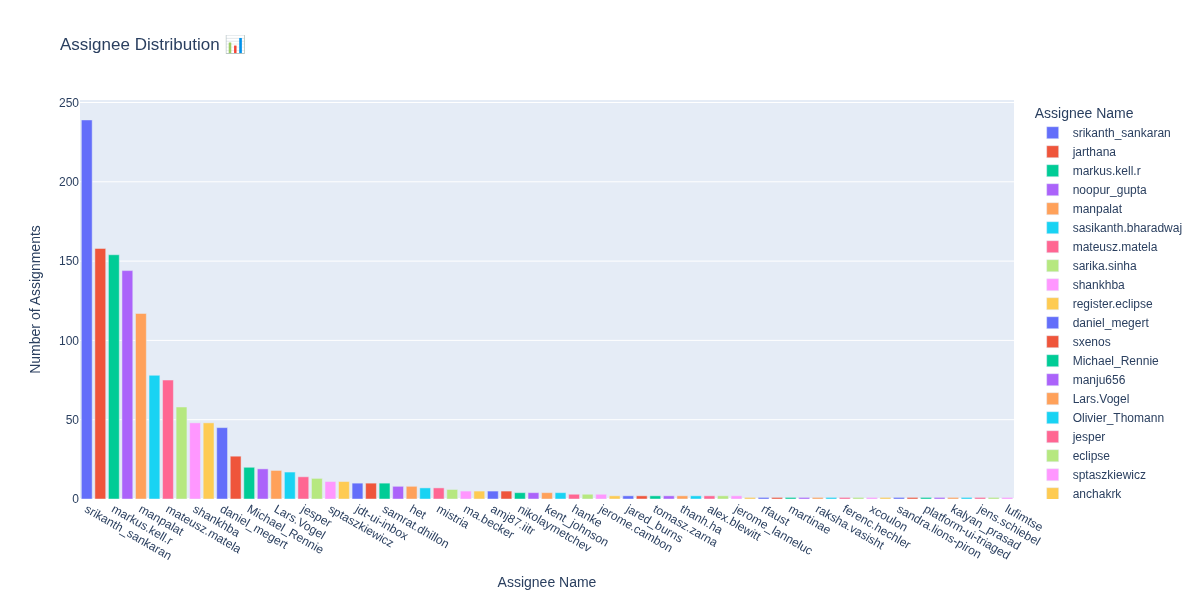 Assignee Distribution 📊
250
200
150
100
50
0
Number of Assignments
srikanth_sankaran
markus.kell.r
manpalat
mateusz.matela
shankhba
daniel_megert
Michael_Rennie
Lars.Vogel
jesper
sptaszkiewicz
jdt-ui-inbox
samrat.dhillon
het
mistria
ma.becker
amj87.iitr
nikolaymetchev
kent_johnson
hanke
jerome.cambon
jared_burns
tomasz.zarna
thanh.ha
alex.blewitt
jerome_lanneluc
rfaust
martinae
raksha.vasisht
ferenc.hechler
xcoulon
sandra.lions-piron
platform-ui-triaged
kalyan_prasad
jens.schiebel
lufimtse
Assignee Name
Assignee Name
srikanth_sankaran
jarthana
markus.kell.r
noopur_gupta
manpalat
sasikanth.bharadwaj
mateusz.matela
sarika.sinha
shankhba
register.eclipse
daniel_megert
sxenos
Michael_Rennie
manju656
Lars.Vogel
Olivier_Thomann
jesper
eclipse
sptaszkiewicz
anchakrk